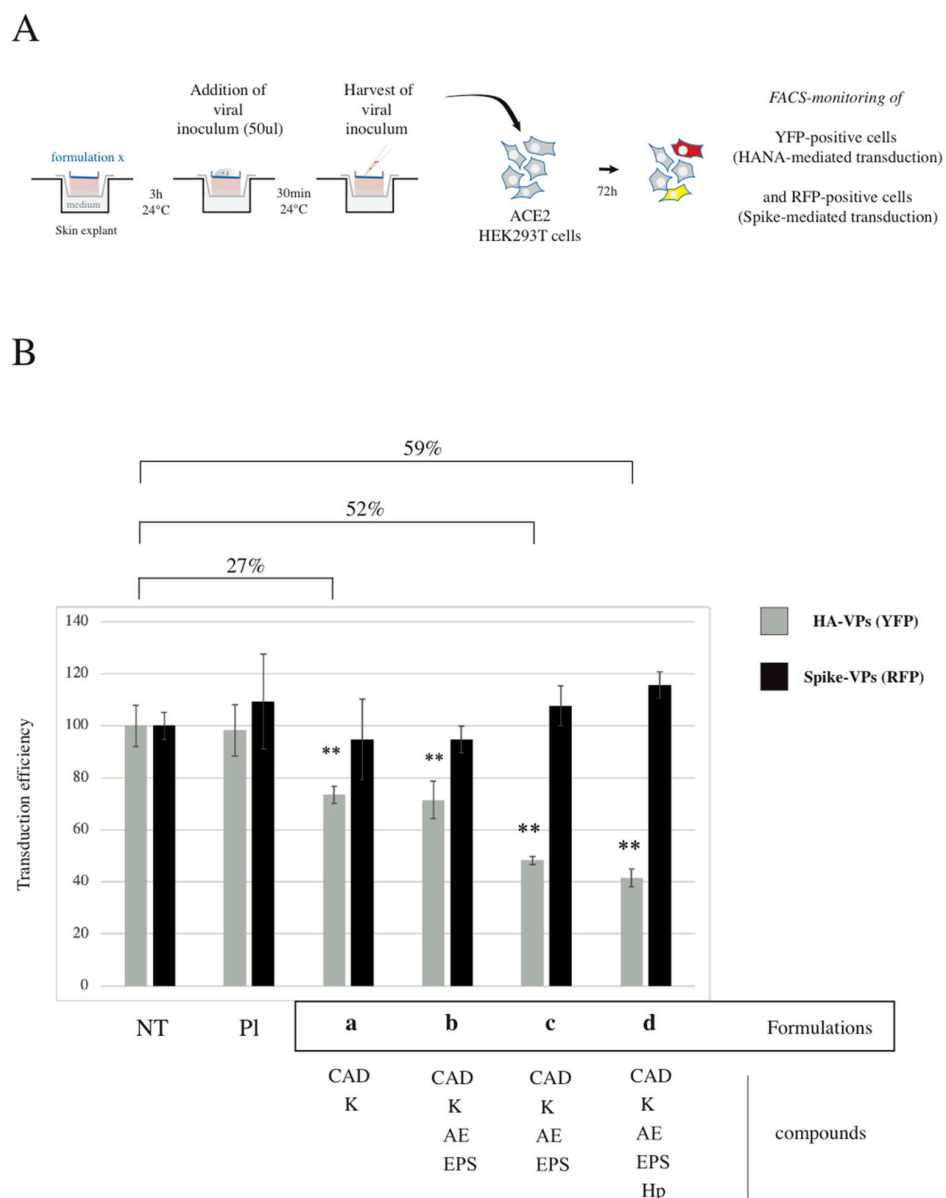 A
Addition of
viral
inoculum (50ul)
Harvest of
viral
inoculum
FACS-monitoring of
YFP-positive cells
(HANA-mediated transduction)
and RFP-positive cells
(Spike-mediated transduction)
formulation x
medium
Skin explant
3h
24°C
30min
24°C
ACE2
HEK293T cells
72h
B
59%
52%
27%
HA-VPs (YFP)
Spike-VPs (RFP)
Transduction efficiency
140
120
100
80
60
40
20
0
**
**
**
**
NT Pl a b c d Formulations
CAD CAD CAD CAD
K K K K
AE AE AE
EPS EPS EPS
Hp
compounds